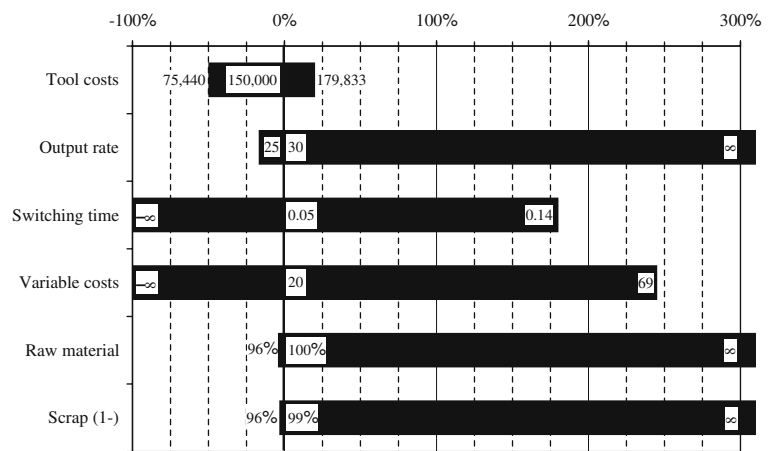 -100% 0% 100% 200% 300%
Tool costs 75,440 150,000 179,833
Output rate 25 30 ∞
Switching time -∞ 0.05 0.14
Variable costs -∞ 20 69
Raw material 96% 100% ∞
Scrap (1-) 96% 99% ∞